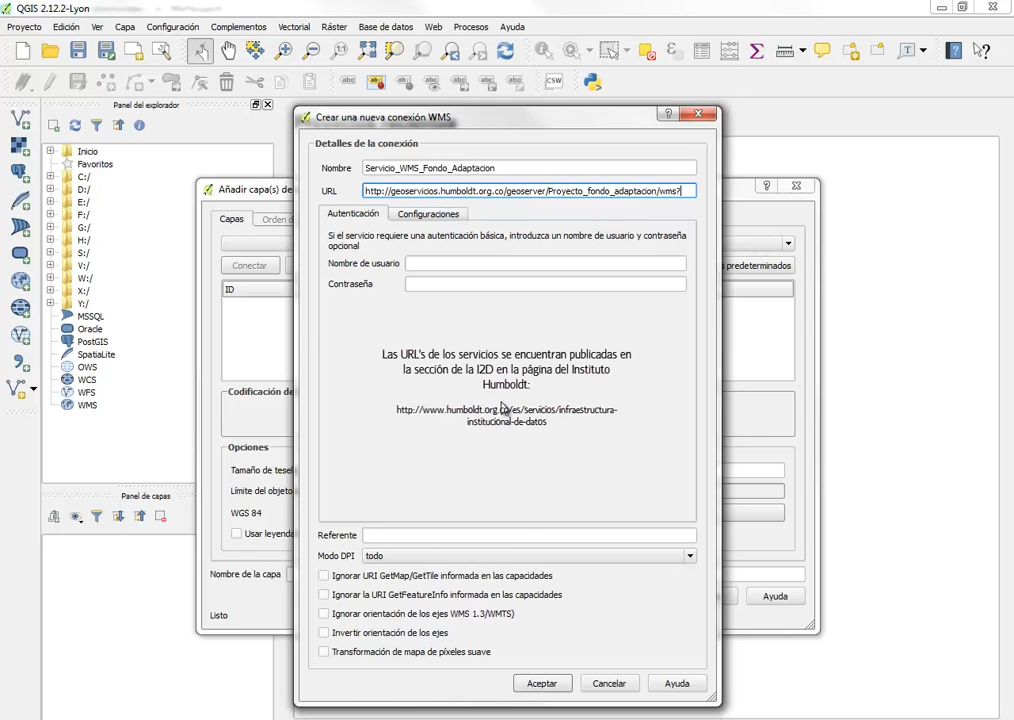 QGIS 2.12.2-Lyon
Proyecto Edición Ver Capa Configuración Complementos Vectorial Ráster Base de datos Web Procesos Ayuda
Panel del explorador
Inicio
Favoritos
C:/
D:/
E:/
F:/
G:/
H:/
S:/
V:/
W:/
X:/
Y:/
MSSQL
Oracle
PostGIS
SpatiaLite
OWS
WCS
WFS
WMS
Panel de capas
Añadir capa(s) de
Capas Orden d
Conectar
s predeterminados
ID
Codificación de
Opciones
Tamaño de tesel
Límite del objeto
WGS 84
Usar leyenda
Nombre de la capa
Listo
Ayuda
Crear una nueva conexión WMS
Detalles de la conexión
Nombre Servicio_WMS_Fondo_Adaptacion
URL http://geoservicios.humboldt.org.co/geoserver/Proyecto_fondo_adaptacion/wms?
Autenticación Configuraciones
Si el servicio requiere una autenticación básica, introduzca un nombre de usuario y contraseña
opcional
Nombre de usuario
Contraseña
Las URL's de los servicios se encuentran publicadas en
la sección de la I2D en la página del Instituto
Humboldt:
http://www.humboldt.org.co/es/servicios/infraestructura-
institucional-de-datos
Referente
Modo DPI todo
Ignorar URI GetMap/GetTile informada en las capacidades
Ignorar la URI GetFeatureInfo informada en las capacidades
Ignorar orientación de los ejes WMS 1.3/WMTS)
Invertir orientación de los ejes
Transformación de mapa de píxeles suave
Aceptar Cancelar Ayuda